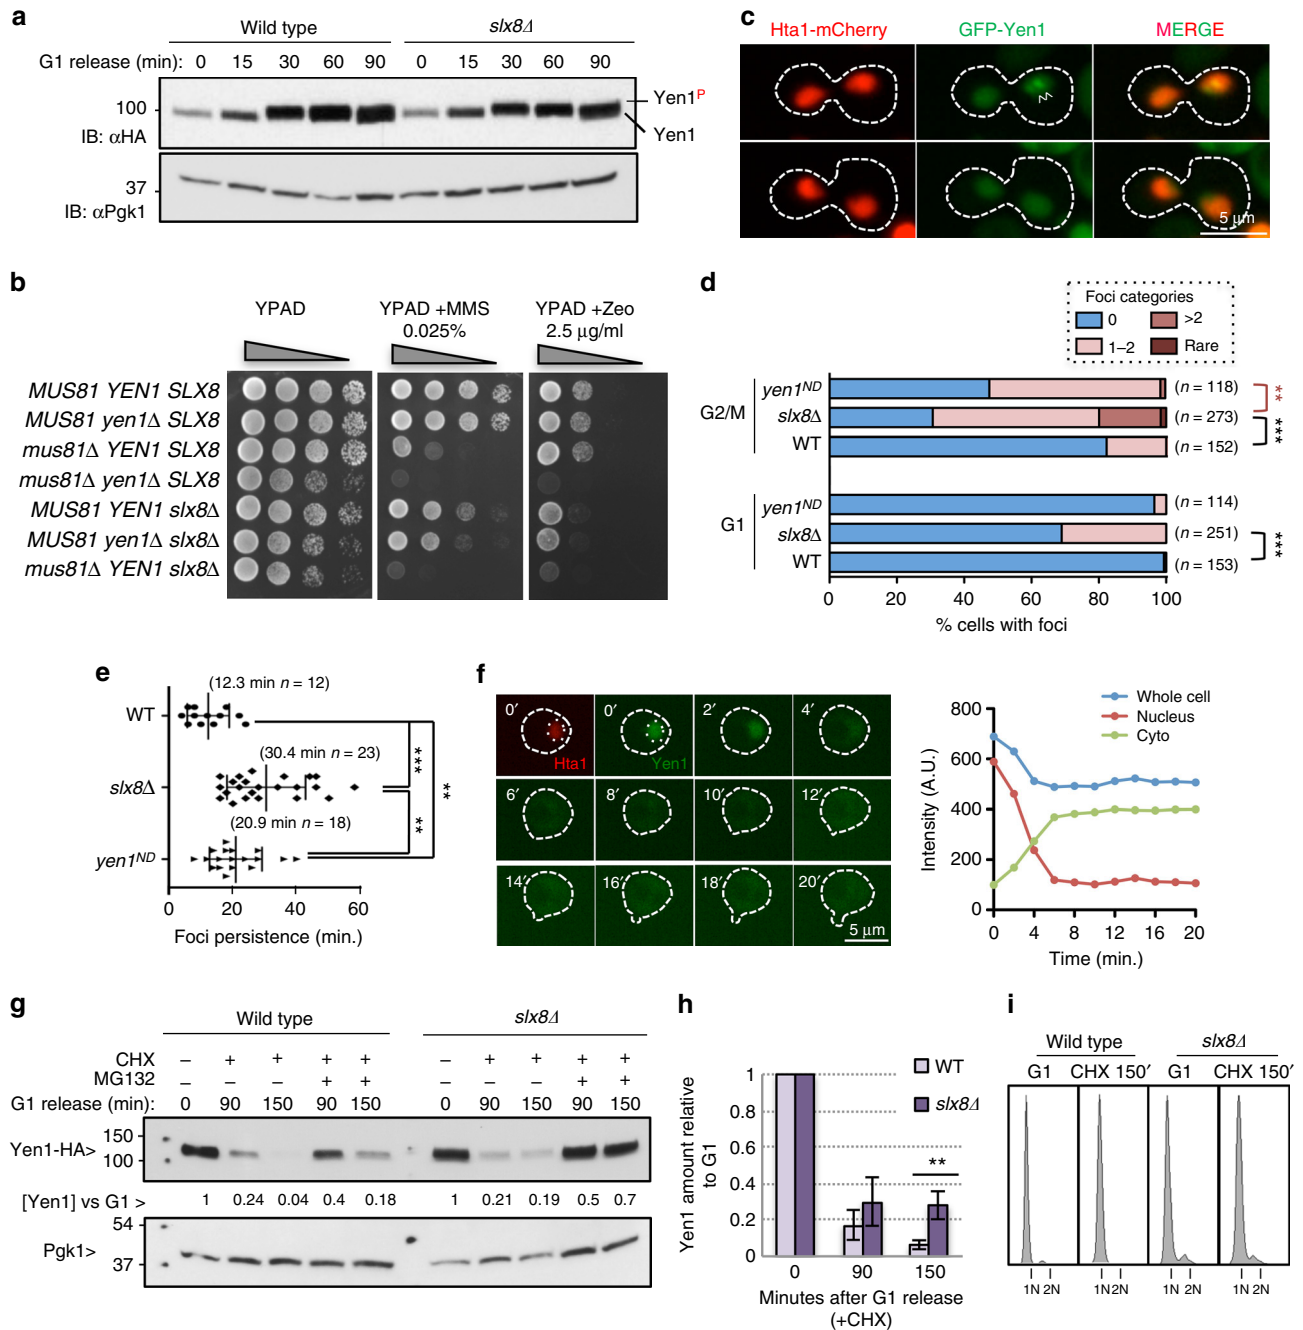 a
Wild type
slx8Δ
G1 release (min): 0 15 30 60 90 0 15 30 60 90
100
Yen1P
Yen1
IB: αHA
37
IB: αPgk1
b
YPAD
YPAD +MMS
0.025%
YPAD +Zeo
2.5 μg/ml
MUS81 YEN1 SLX8
MUS81 yen1Δ SLX8
mus81Δ YEN1 SLX8
mus81Δ yen1Δ SLX8
MUS81 YEN1 slx8Δ
MUS81 yen1Δ slx8Δ
mus81Δ YEN1 slx8Δ
c
Hta1-mCherry
GFP-Yen1
MERGE
5 μm
d
Foci categories
0
>2
1–2
Rare
G2/M
yen1ND
(n = 118)
**
slx8Δ
(n = 273)
***
WT
(n = 152)
G1
yen1ND
(n = 114)
slx8Δ
(n = 251)
***
WT
(n = 153)
0 20 40 60 80 100
% cells with foci
e
(12.3 min n = 12)
WT
(30.4 min n = 23)
***
**
slx8Δ
(20.9 min n = 18)
**
yen1ND
0 20 40 60
Foci persistence (min.)
f
0′ Hta1
0′ Yen1
2′
4′
6′
8′
10′
12′
14′
16′
18′
20′
5 μm
Whole cell
Nucleus
Cyto
800
600
400
200
0
Intensity (A.U.)
0 4 8 12 16 20
Time (min.)
g
Wild type
slx8Δ
CHX – + + + + – + + + +
MG132 – – – + + – – – + +
G1 release (min): 0 90 150 90 150 0 90 150 90 150
150
Yen1-HA>
100
[Yen1] vs G1 > 1 0.24 0.04 0.4 0.18 1 0.21 0.19 0.5 0.7
54
Pgk1>
37
h
WT
slx8Δ
1
0.8
0.6
0.4
0.2
0
**
Yen1 amount relative
to G1
0 90 150
Minutes after G1 release
(+CHX)
i
Wild type
slx8Δ
G1 CHX 150′ G1 CHX 150′
1N 2N 1N 2N 1N 2N 1N 2N